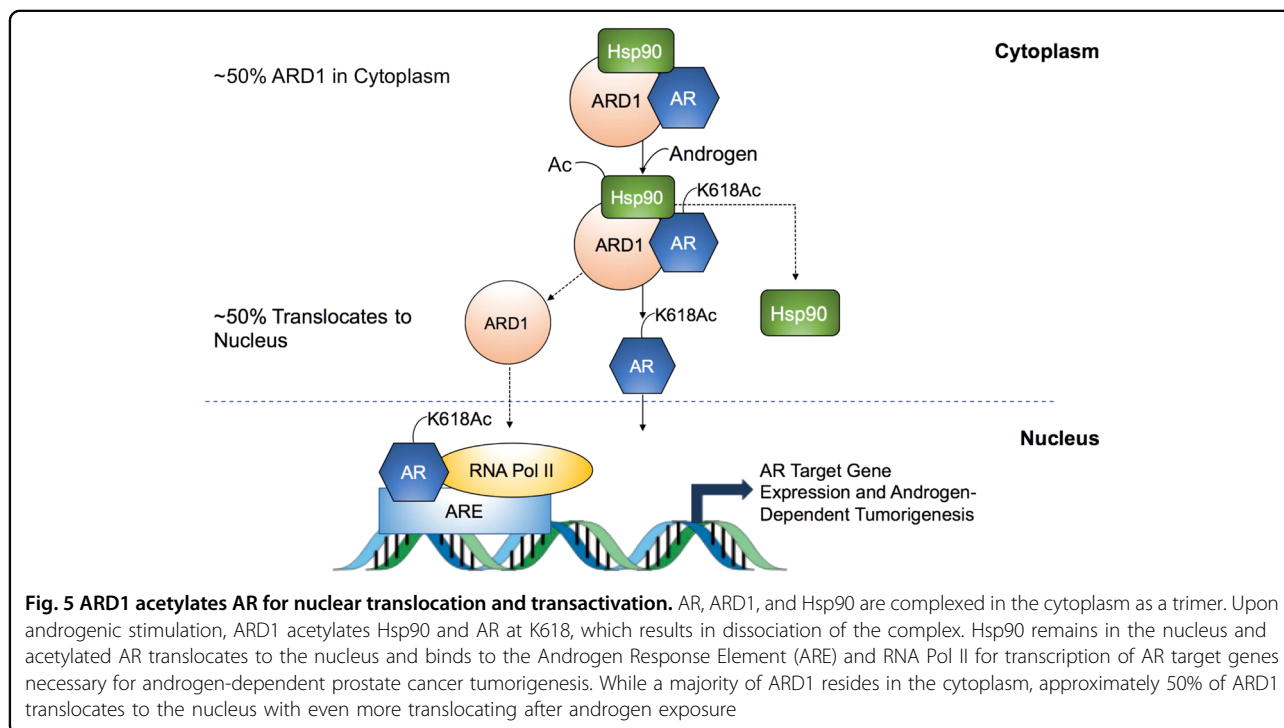 Hsp90
Cytoplasm
~50% ARD1 in Cytoplasm
ARD1
AR
Androgen
Ac
Hsp90
K618Ac
ARD1
AR
Hsp90
~50% Translocates to
Nucleus
ARD1
K618Ac
AR
K618Ac
Nucleus
AR
RNA Pol II
ARE
AR Target Gene
Expression and Androgen-
Dependent Tumorigenesis
Fig. 5 ARD1 acetylates AR for nuclear translocation and transactivation. AR, ARD1, and Hsp90 are complexed in the cytoplasm as a trimer. Upon
androgenic stimulation, ARD1 acetylates Hsp90 and AR at K618, which results in dissociation of the complex. Hsp90 remains in the nucleus and
acetylated AR translocates to the nucleus and binds to the Androgen Response Element (ARE) and RNA Pol II for transcription of AR target genes
necessary for androgen-dependent prostate cancer tumorigenesis. While a majority of ARD1 resides in the cytoplasm, approximately 50% of ARD1
translocates to the nucleus with even more translocating after androgen exposure